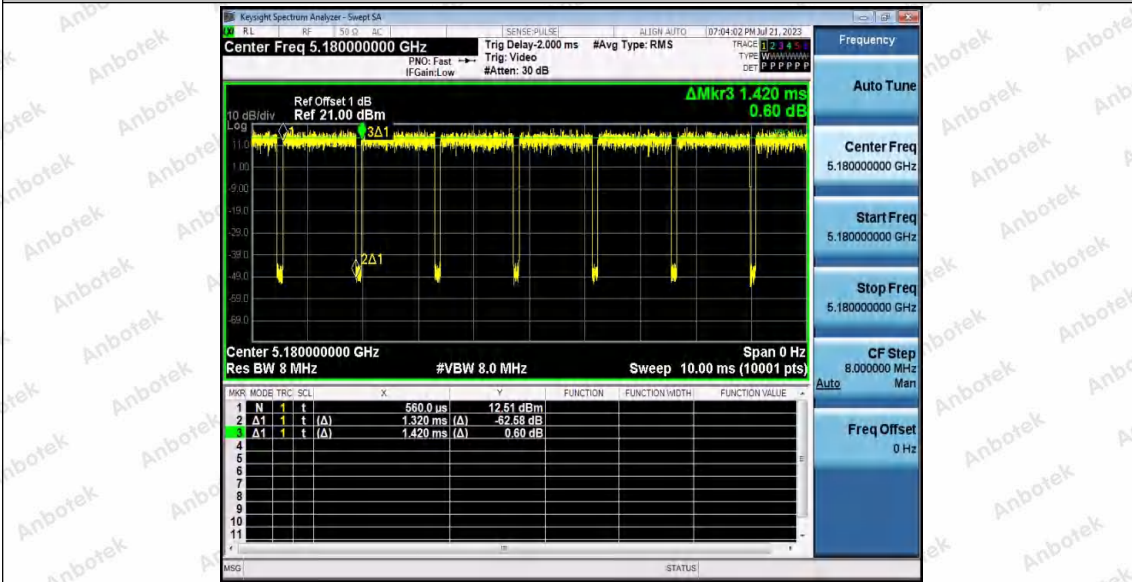 Keysight Spectrum Analyzer - Swept SA
RL RF 50 Ω AC SENSE:PULSE ALIGN AUTO 07:04:02 PM Jul 21, 2023
Center Freq 5.180000000 GHz Trig Delay-2.000 ms #Avg Type: RMS TRACE 1 2 3 4 5 6
PNO: Fast Trig: Video TYPE WWWWWW
IFGain:Low #Atten: 30 dB DET P P P P P P
Frequency
Auto Tune
ΔMkr3 1.420 ms
0.60 dB
Ref Offset 1 dB
10 dB/div Ref 21.00 dBm
Log
1
3Δ1
2Δ1
11.0
1.00
-9.00
-19.0
-29.0
-39.0
-49.0
-59.0
-69.0
Center 5.180000000 GHz Span 0 Hz
Res BW 8 MHz #VBW 8.0 MHz Sweep 10.00 ms (10001 pts)
MKR MODE TRC SCL X Y FUNCTION FUNCTION WIDTH FUNCTION VALUE
1 N 1 t 560.0 µs 12.51 dBm
2 Δ1 1 t (Δ) 1.320 ms (Δ) -62.58 dB
3 Δ1 1 t (Δ) 1.420 ms (Δ) 0.60 dB
4
5
6
7
8
9
10
11
Center Freq
5.180000000 GHz
Start Freq
5.180000000 GHz
Stop Freq
5.180000000 GHz
CF Step
8.000000 MHz
Auto Man
Freq Offset
0 Hz
MSG STATUS
Anbotek